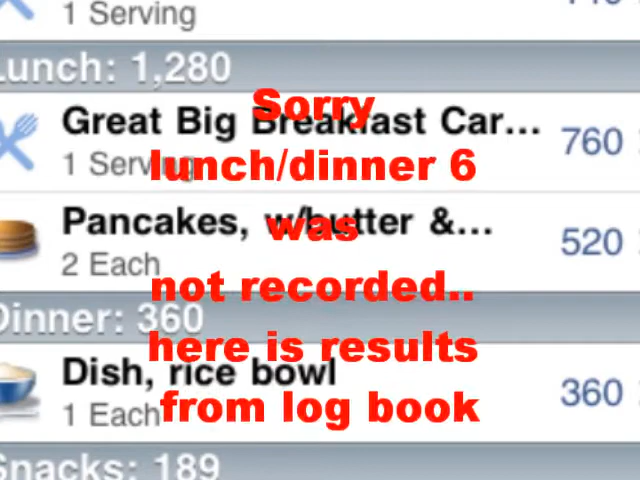 1 Serving
Lunch: 1,280
Great Big Breakfast Car... 760
1 Serving
Pancakes, w/butter &... 520
2 Each
Dinner: 360
Dish, rice bowl 360
1 Each
Snacks: 189
Sorry
lunch/dinner 6
was
not recorded..
here is results
from log book